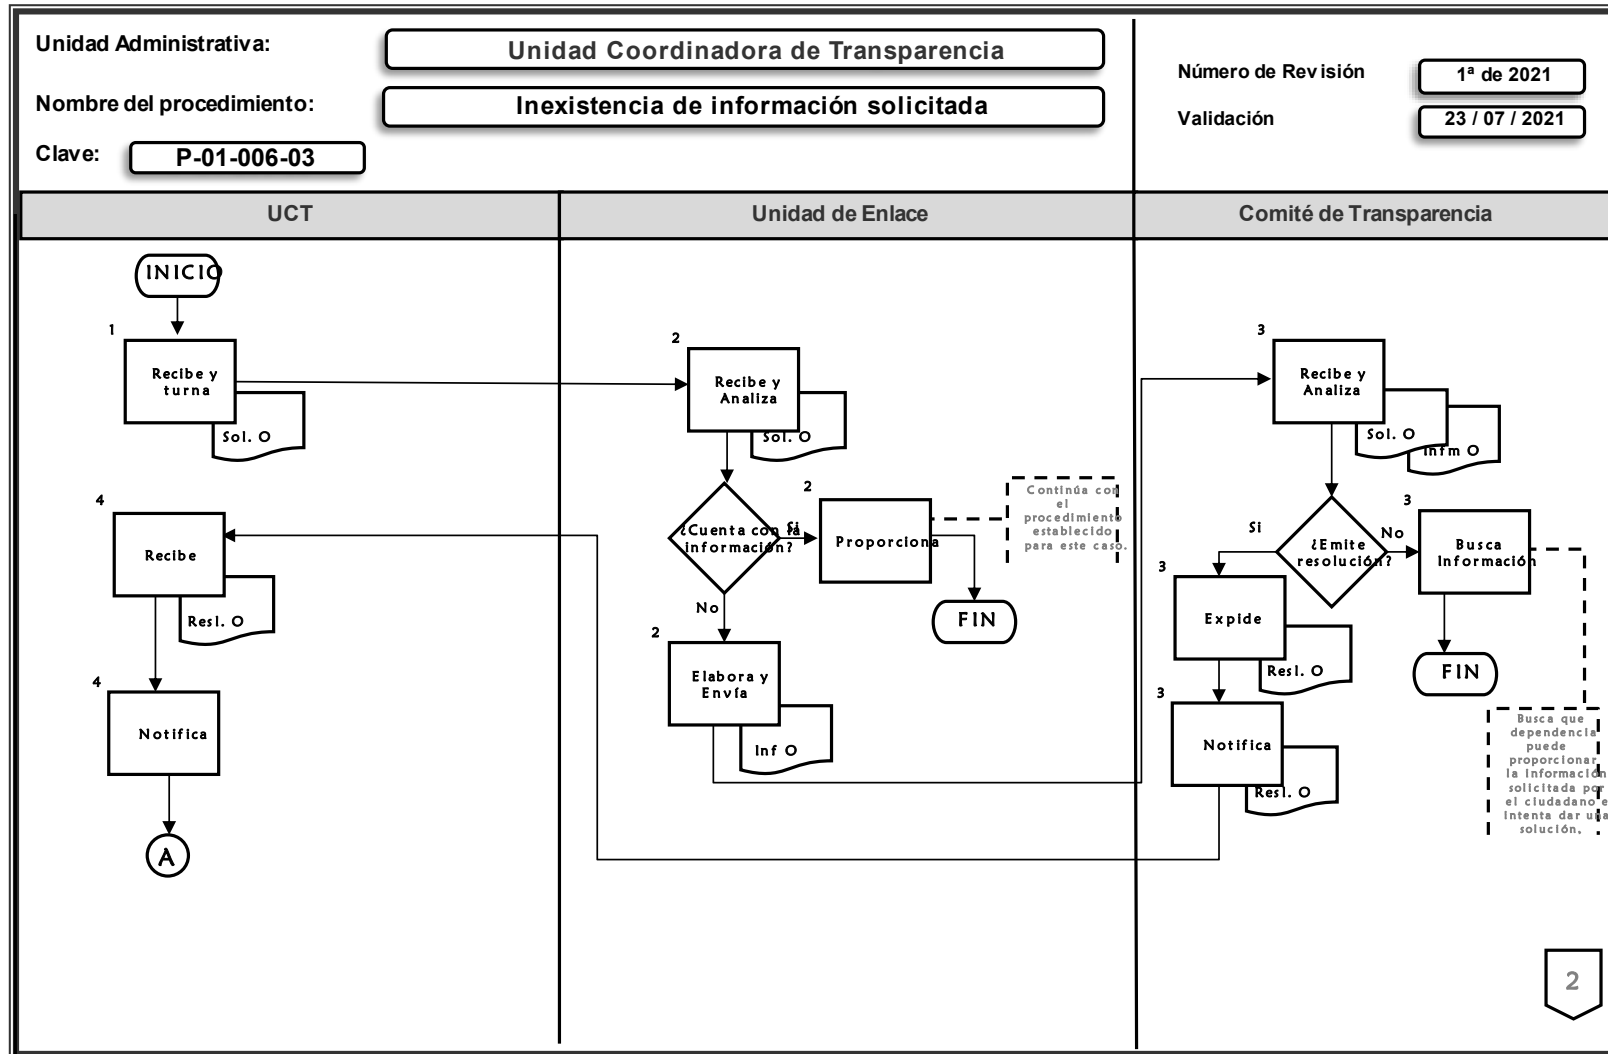 Unidad Administrativa:
Unidad Coordinadora de Transparencia
Nombre del procedimiento:
Inexistencia de información solicitada
Clave:
P-01-006-03
Número de Revisión
1ª de 2021
Validación
23 / 07 / 2021
UCT
Unidad de Enlace
Comité de Transparencia
INICIO
1
Recibe y
turna
Sol. O
4
Recibe
Resl. O
4
Notifica
A
2
Recibe y
Analiza
Sol. O
¿Cuenta con la
información?
Si
2
Proporciona
Continúa con
el
procedimiento
establecido
para este caso.
FIN
No
2
Elabora y
Envía
Inf O
3
Recibe y
Analiza
Sol. O
Infm O
¿Emite
resolución?
Si
No
3
Busca
Información
FIN
3
Expide
Resl. O
3
Notifica
Resl. O
Busca que
dependencia
puede
proporcionar
la información
solicitada por
el ciudadano e
intenta dar una
solución,
2